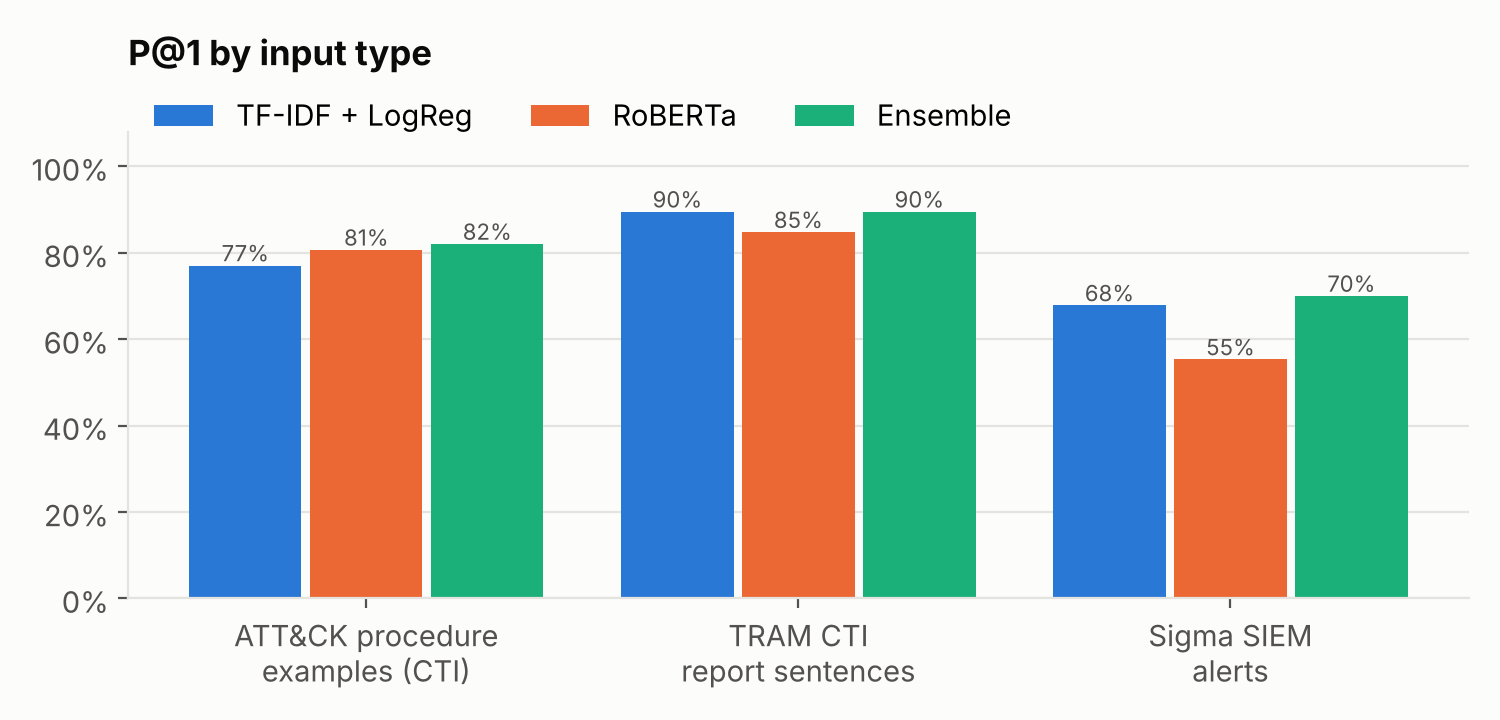 P@1 by input type
TF-IDF + LogReg RoBERTa Ensemble
100%
80%
60%
40%
20%
0%
77% 81% 82% 90% 85% 90% 68% 55% 70%
ATT&CK procedure
examples (CTI)
TRAM CTI
report sentences
Sigma SIEM
alerts